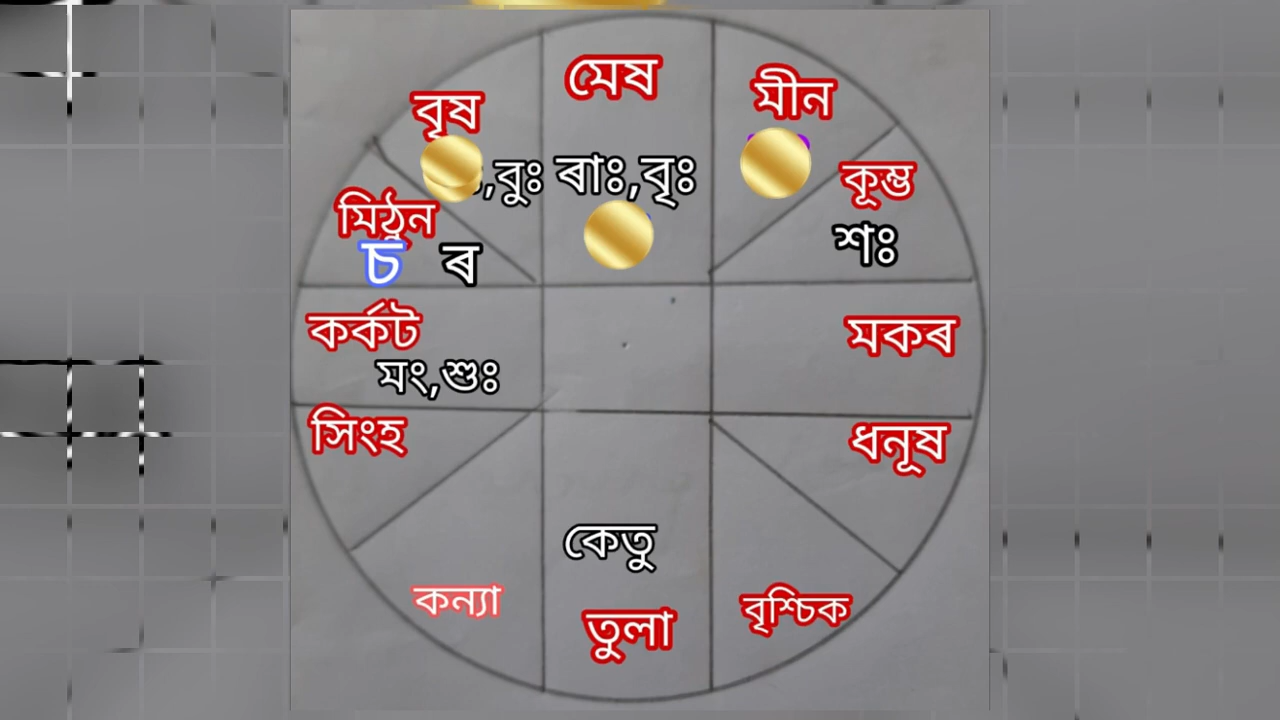 মেষ
বৃষ
মীন
,বুঃ
ৰাঃ,বৃঃ
কূম্ভ
শঃ
মিঠুন
চ ৰ
কৰ্কট
মকৰ
মং,শুঃ
সিংহ
ধনূষ
কেতু
কন্যা
তুলা
বৃশ্চিক